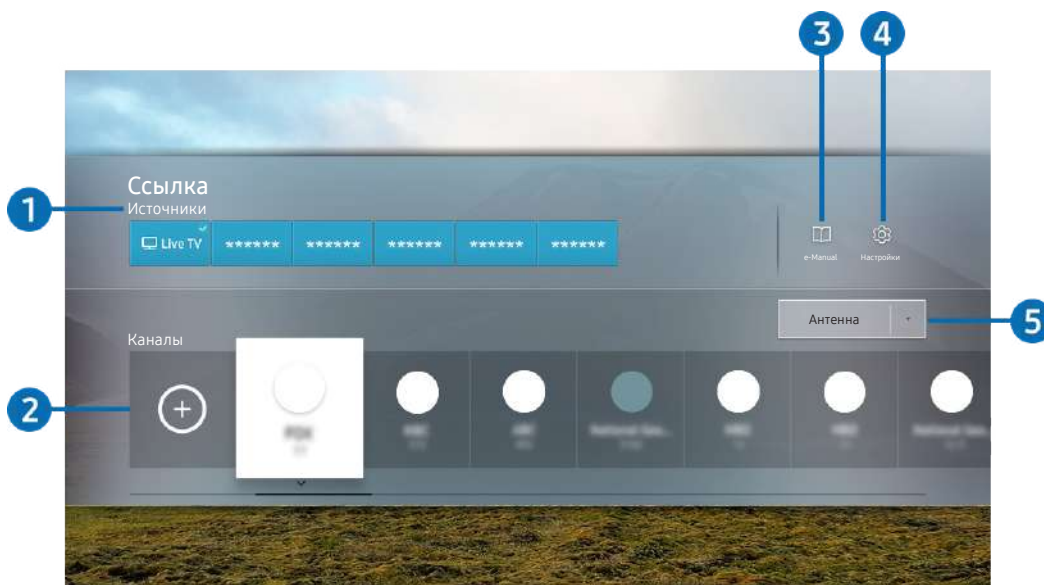 3 4
Ссылка
1 Источники
Live TV ****** ****** ****** ****** ******
e-Manual Настройки
Антенна 5
Каналы
2